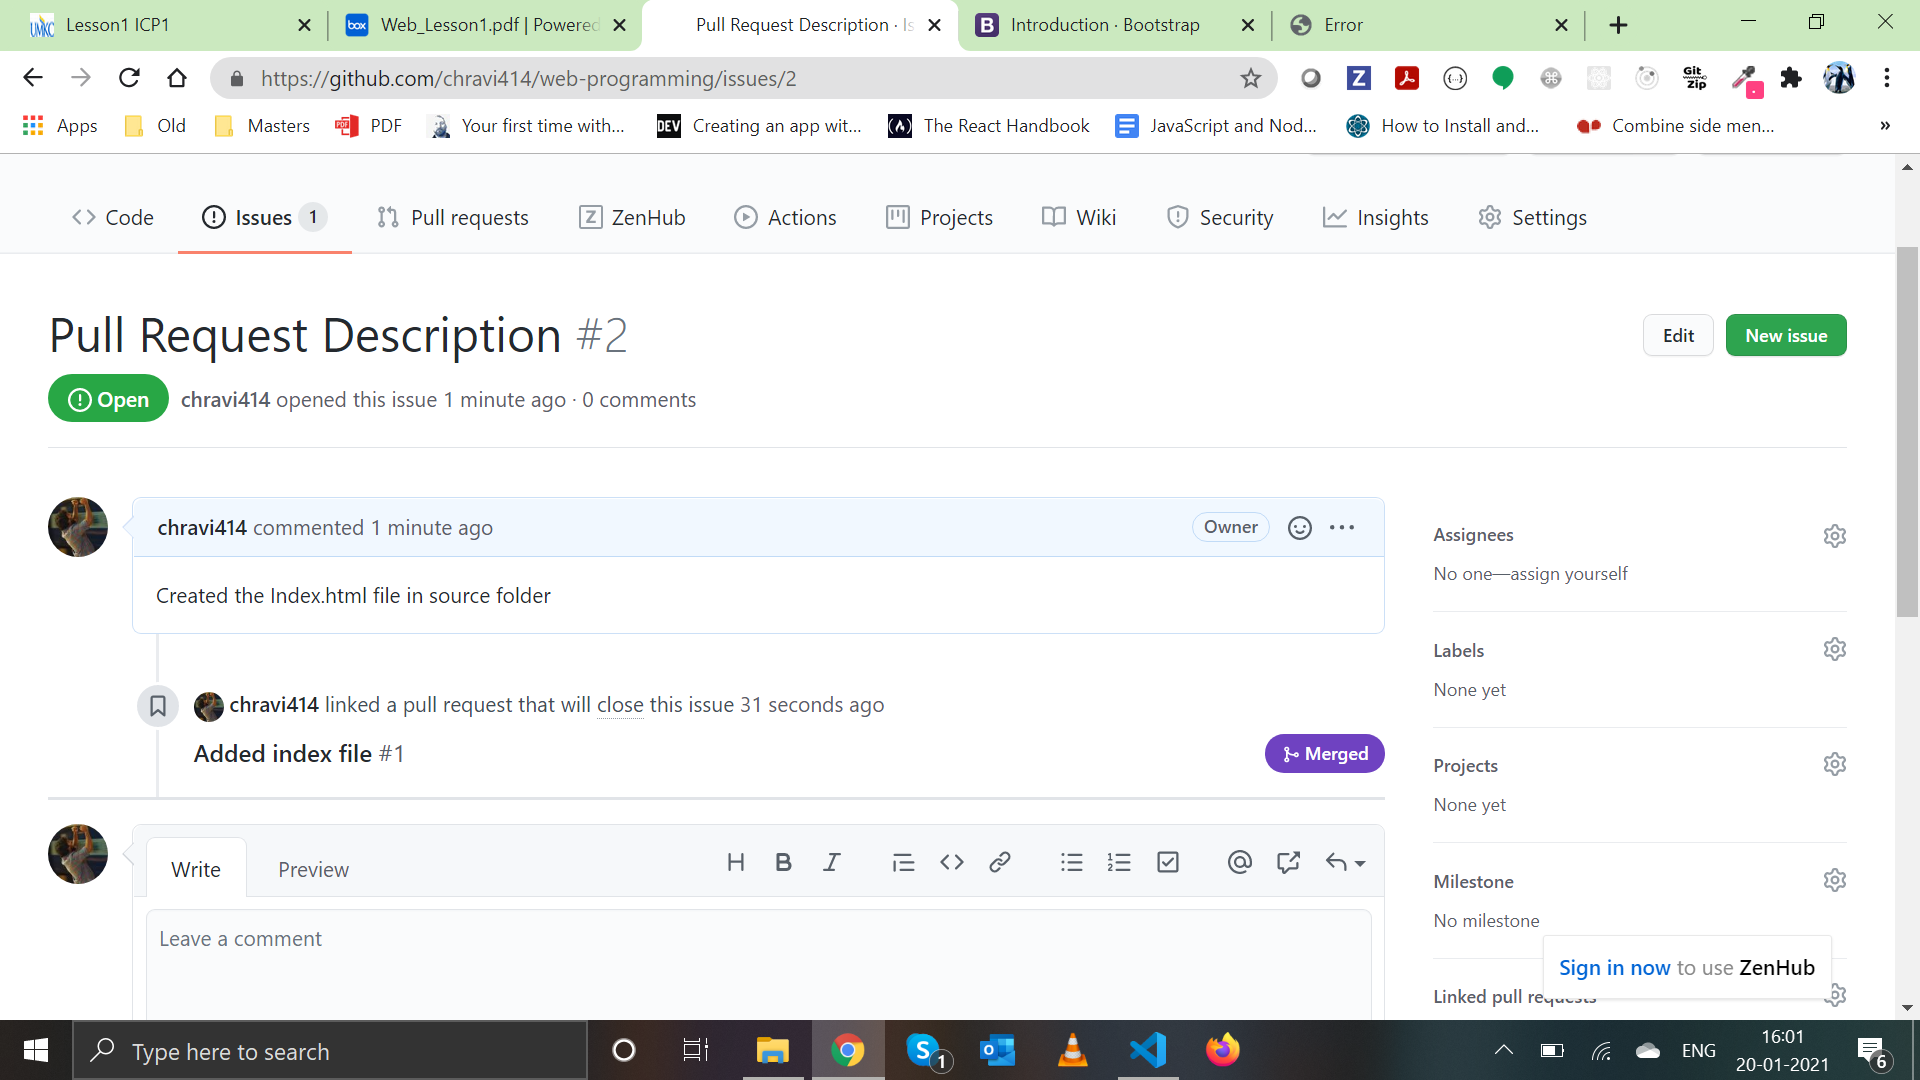 Lesson1 ICP1
Web_Lesson1.pdf | Powered
Pull Request Description · Is
Introduction · Bootstrap
Error
https://github.com/chravi414/web-programming/issues/2
Git Zip
Apps
Old
Masters
PDF
Your first time with...
DEV Creating an app wit...
The React Handbook
JavaScript and Nod...
How to Install and...
Combine side men...
Code
Issues 1
Pull requests
ZenHub
Actions
Projects
Wiki
Security
Insights
Settings
Pull Request Description #2
Edit
New issue
Open
chravi414 opened this issue 1 minute ago · 0 comments
chravi414 commented 1 minute ago
Owner
Created the Index.html file in source folder
chravi414 linked a pull request that will close this issue 31 seconds ago
Added index file #1
Merged
Assignees
No one—assign yourself
Labels
None yet
Projects
None yet
Milestone
No milestone
Linked pull requests
Sign in now to use ZenHub
Write
Preview
Leave a comment
Type here to search
1
ENG
16:01
20-01-2021
6